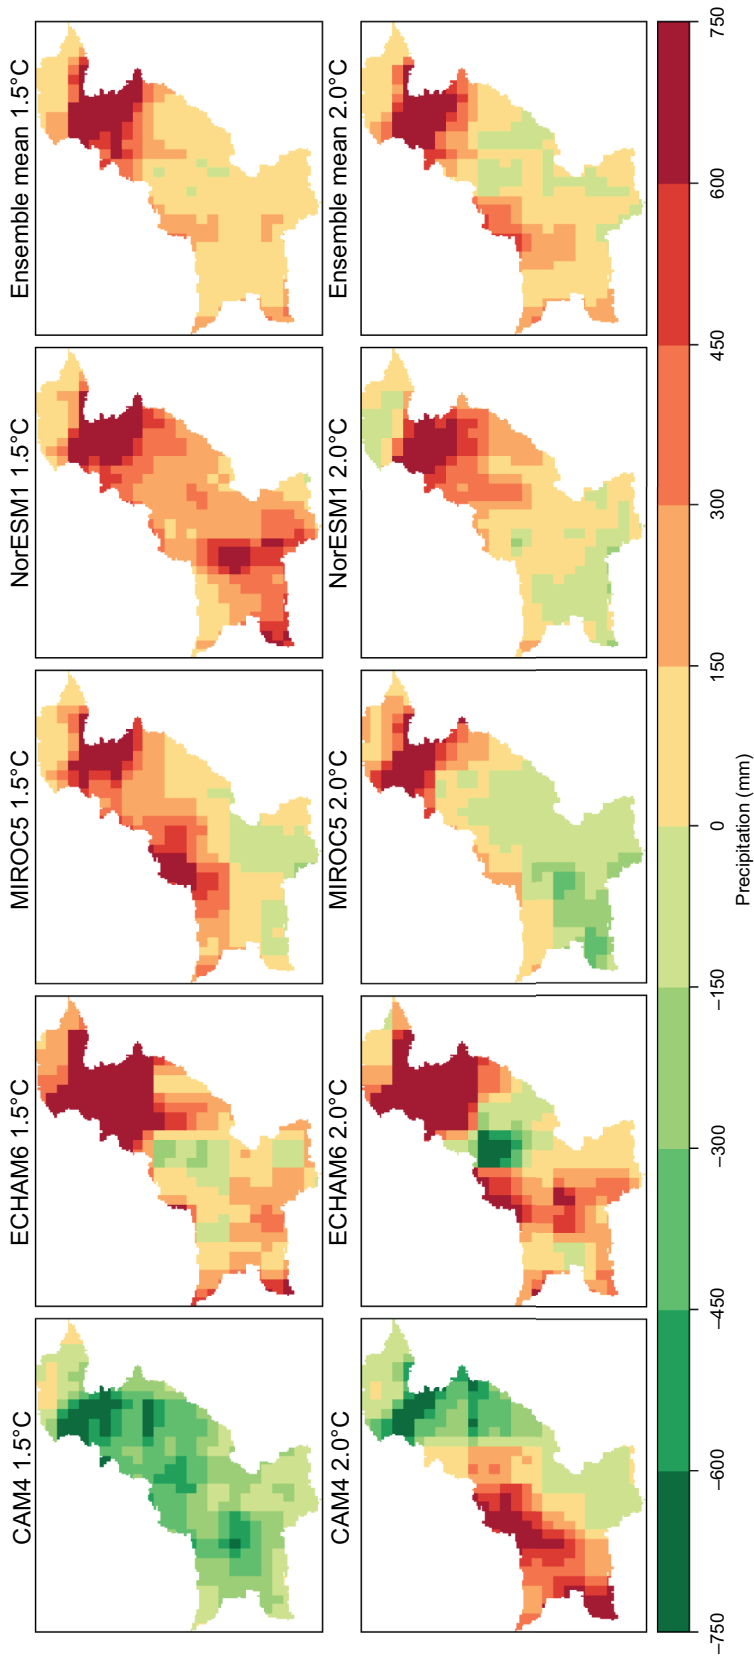 CAM4 1.5°C
ECHAM6 1.5°C
MIROC5 1.5°C
NorESM1 1.5°C
Ensemble mean 1.5°C
CAM4 2.0°C
ECHAM6 2.0°C
MIROC5 2.0°C
NorESM1 2.0°C
Ensemble mean 2.0°C
−750 −600 −450 −300 −150 0 150 300 450 600 750
Precipitation (mm)